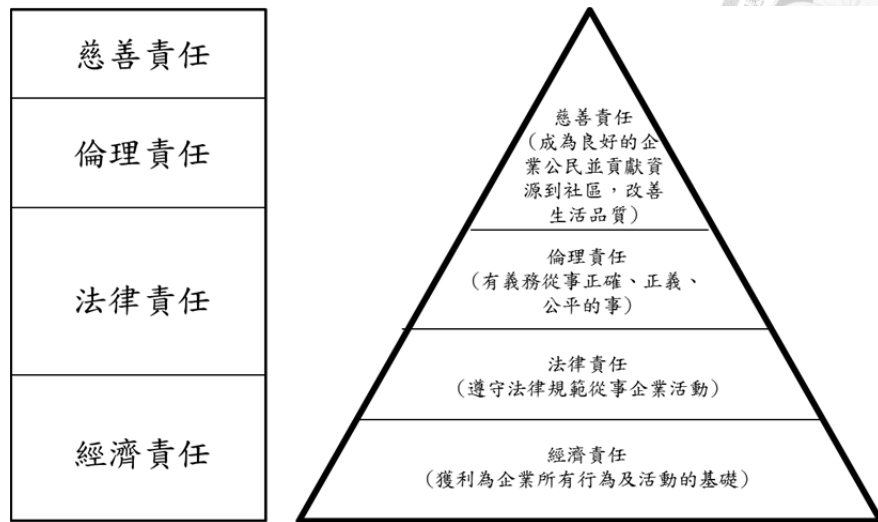 慈善責任
倫理責任
法律責任
經濟責任
慈善責任
（成為良好的企
業公民並貢獻資
源到社區，改善
生活品質）
倫理責任
（有義務從事正確、正義、
公平的事）
法律責任
（遵守法律規範從事企業活動）
經濟責任
（獲利為企業所有行為及活動的基礎）